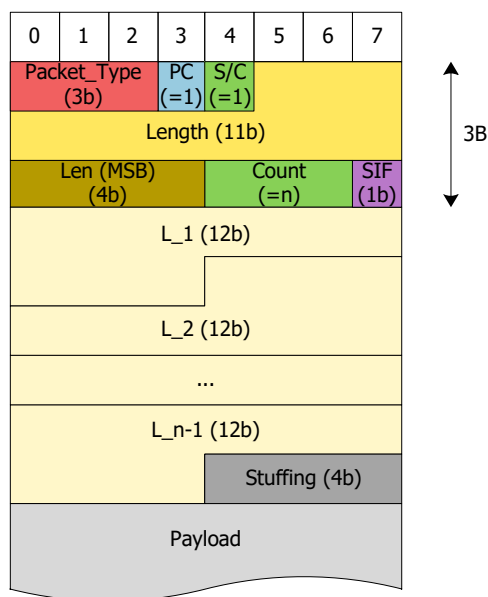 0 1 2 3 4 5 6 7
Packet_Type PC S/C
(3b) (=1) (=1)
3B
Length (11b)
Len (MSB) Count SIF
(4b) (=n) (1b)
L_1 (12b)
L_2 (12b)
...
L_n-1 (12b)
Stuffing (4b)
Payload